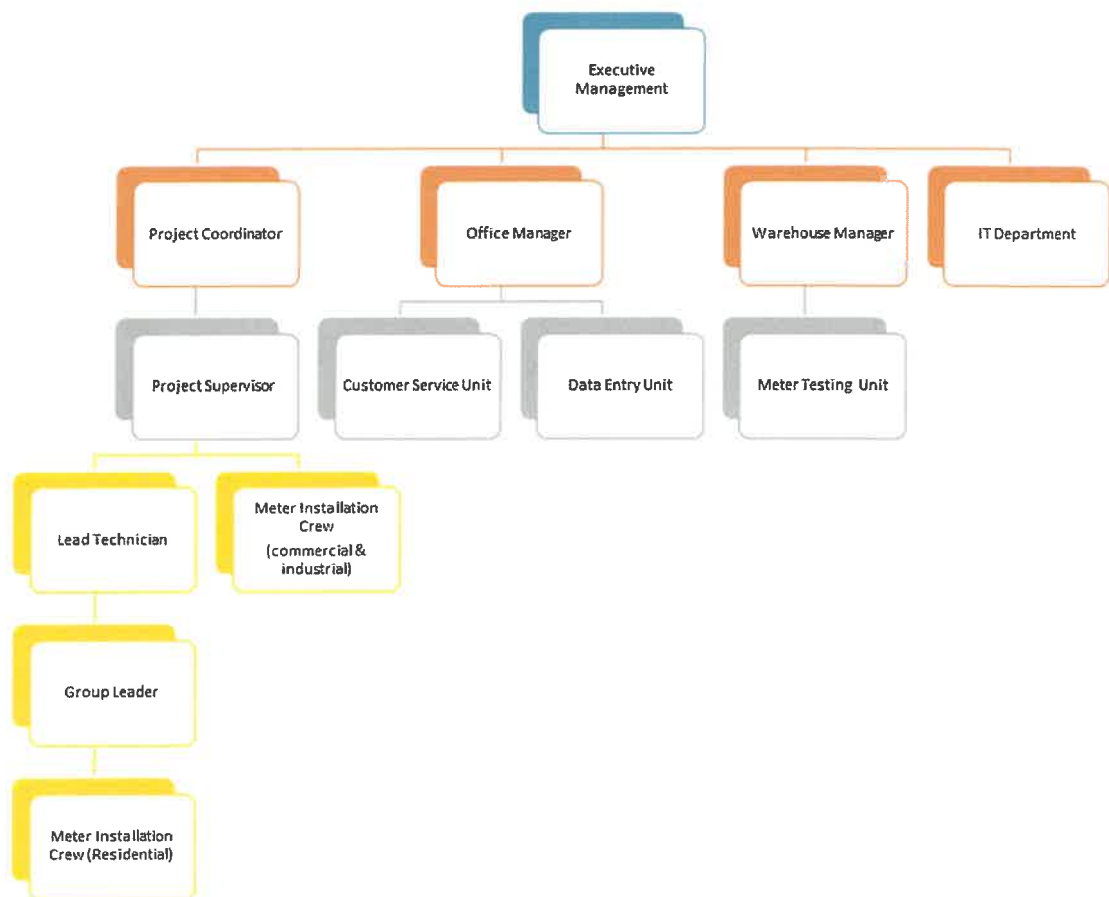 Executive
Management
Project Coordinator
Office Manager
Warehouse Manager
IT Department
Project Supervisor
Customer Service Unit
Data Entry Unit
Meter Testing Unit
Lead Technician
Meter Installation
Crew
(commercial &
industrial)
Group Leader
Meter Installation
Crew (Residential)